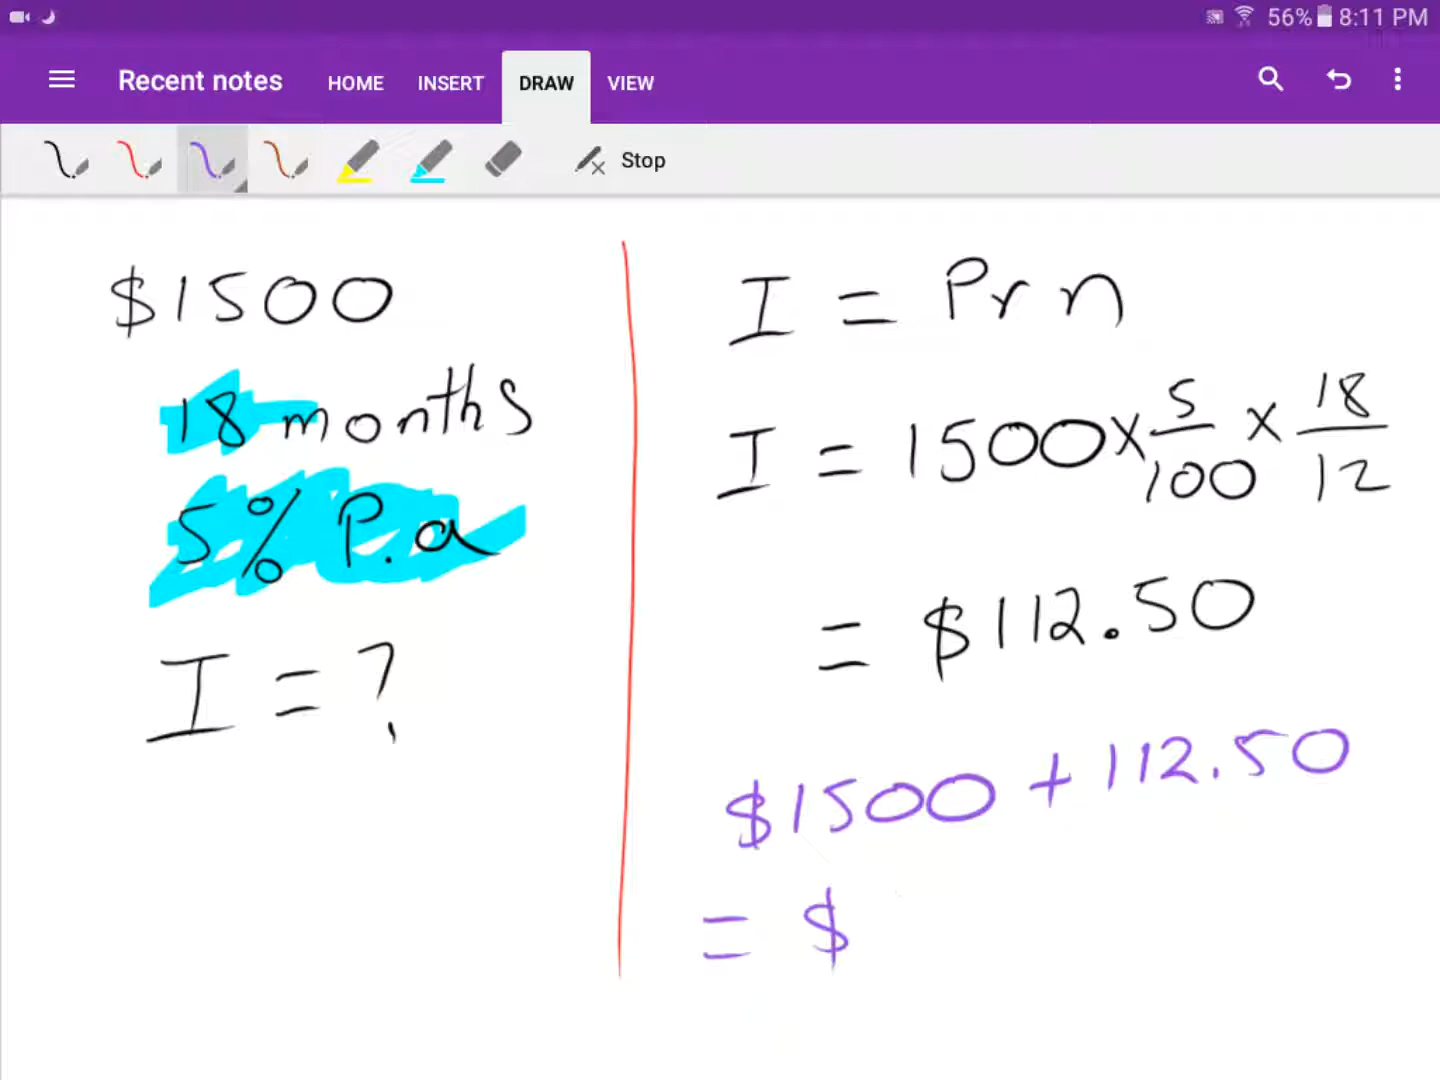 56% 8:11 PM
Recent notes HOME INSERT DRAW VIEW
Stop
$1500
18 months
5% P.a
I = ?
I = Prn
I = 1500 × 5/100 × 18/12
= $112.50
$1500 + 112.50
= $